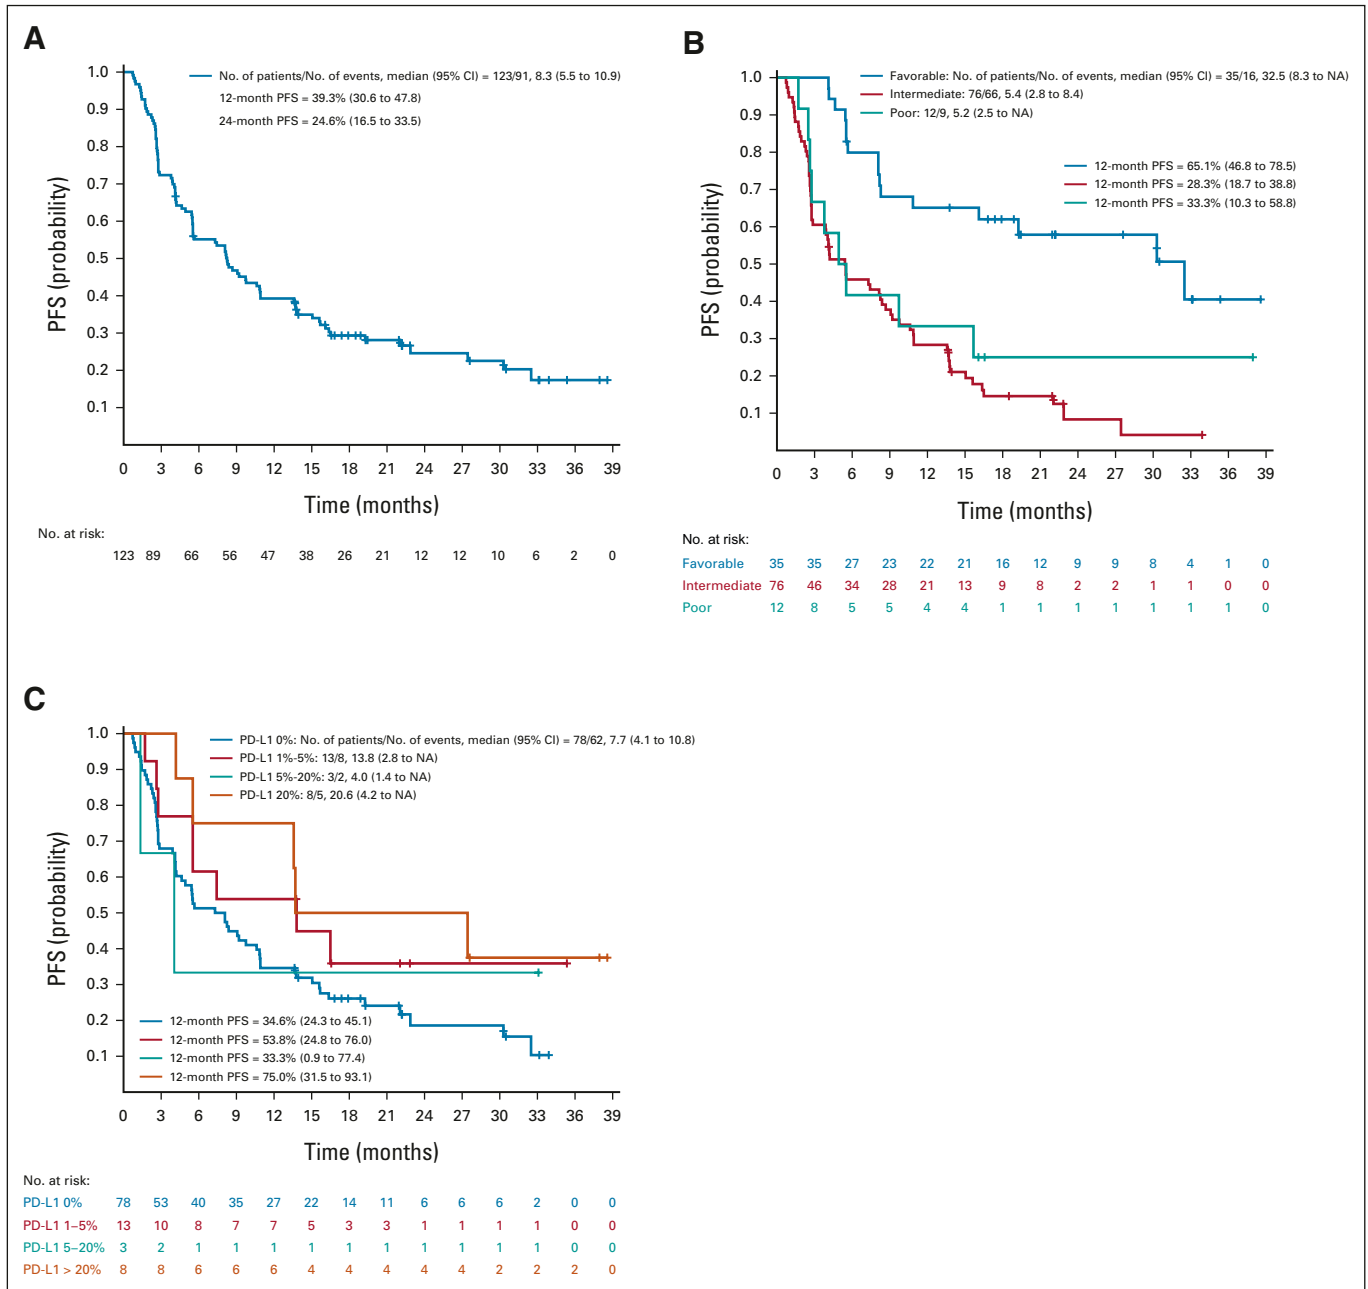 A
No. of patients/No. of events, median (95% CI) = 123/91, 8.3 (5.5 to 10.9)
12-month PFS = 39.3% (30.6 to 47.8)
24-month PFS = 24.6% (16.5 to 33.5)
PFS (probability)
1.0
0.9
0.8
0.7
0.6
0.5
0.4
0.3
0.2
0.1
0 3 6 9 12 15 18 21 24 27 30 33 36 39
Time (months)
No. at risk:
123 89 66 56 47 38 26 21 12 12 10 6 2 0
B
Favorable: No. of patients/No. of events, median (95% CI) = 35/16, 32.5 (8.3 to NA)
Intermediate: 76/66, 5.4 (2.8 to 8.4)
Poor: 12/9, 5.2 (2.5 to NA)
12-month PFS = 65.1% (46.8 to 78.5)
12-month PFS = 28.3% (18.7 to 38.8)
12-month PFS = 33.3% (10.3 to 58.8)
PFS (probability)
1.0
0.9
0.8
0.7
0.6
0.5
0.4
0.3
0.2
0.1
0 3 6 9 12 15 18 21 24 27 30 33 36 39
Time (months)
No. at risk:
Favorable 35 35 27 23 22 21 16 12 9 9 8 4 1 0
Intermediate 76 46 34 28 21 13 9 8 2 2 1 1 0 0
Poor 12 8 5 5 4 4 1 1 1 1 1 1 1 0
C
PD-L1 0%: No. of patients/No. of events, median (95% CI) = 78/62, 7.7 (4.1 to 10.8)
PD-L1 1%-5%: 13/8, 13.8 (2.8 to NA)
PD-L1 5%-20%: 3/2, 4.0 (1.4 to NA)
PD-L1 20%: 8/5, 20.6 (4.2 to NA)
PFS (probability)
1.0
0.9
0.8
0.7
0.6
0.5
0.4
0.3
0.2
0.1
12-month PFS = 34.6% (24.3 to 45.1)
12-month PFS = 53.8% (24.8 to 76.0)
12-month PFS = 33.3% (0.9 to 77.4)
12-month PFS = 75.0% (31.5 to 93.1)
0 3 6 9 12 15 18 21 24 27 30 33 36 39
Time (months)
No. at risk:
PD-L1 0% 78 53 40 35 27 22 14 11 6 6 6 2 0 0
PD-L1 1–5% 13 10 8 7 7 5 3 3 1 1 1 1 0 0
PD-L1 5–20% 3 2 1 1 1 1 1 1 1 1 1 1 0 0
PD-L1 > 20% 8 8 6 6 6 4 4 4 4 4 2 2 2 0